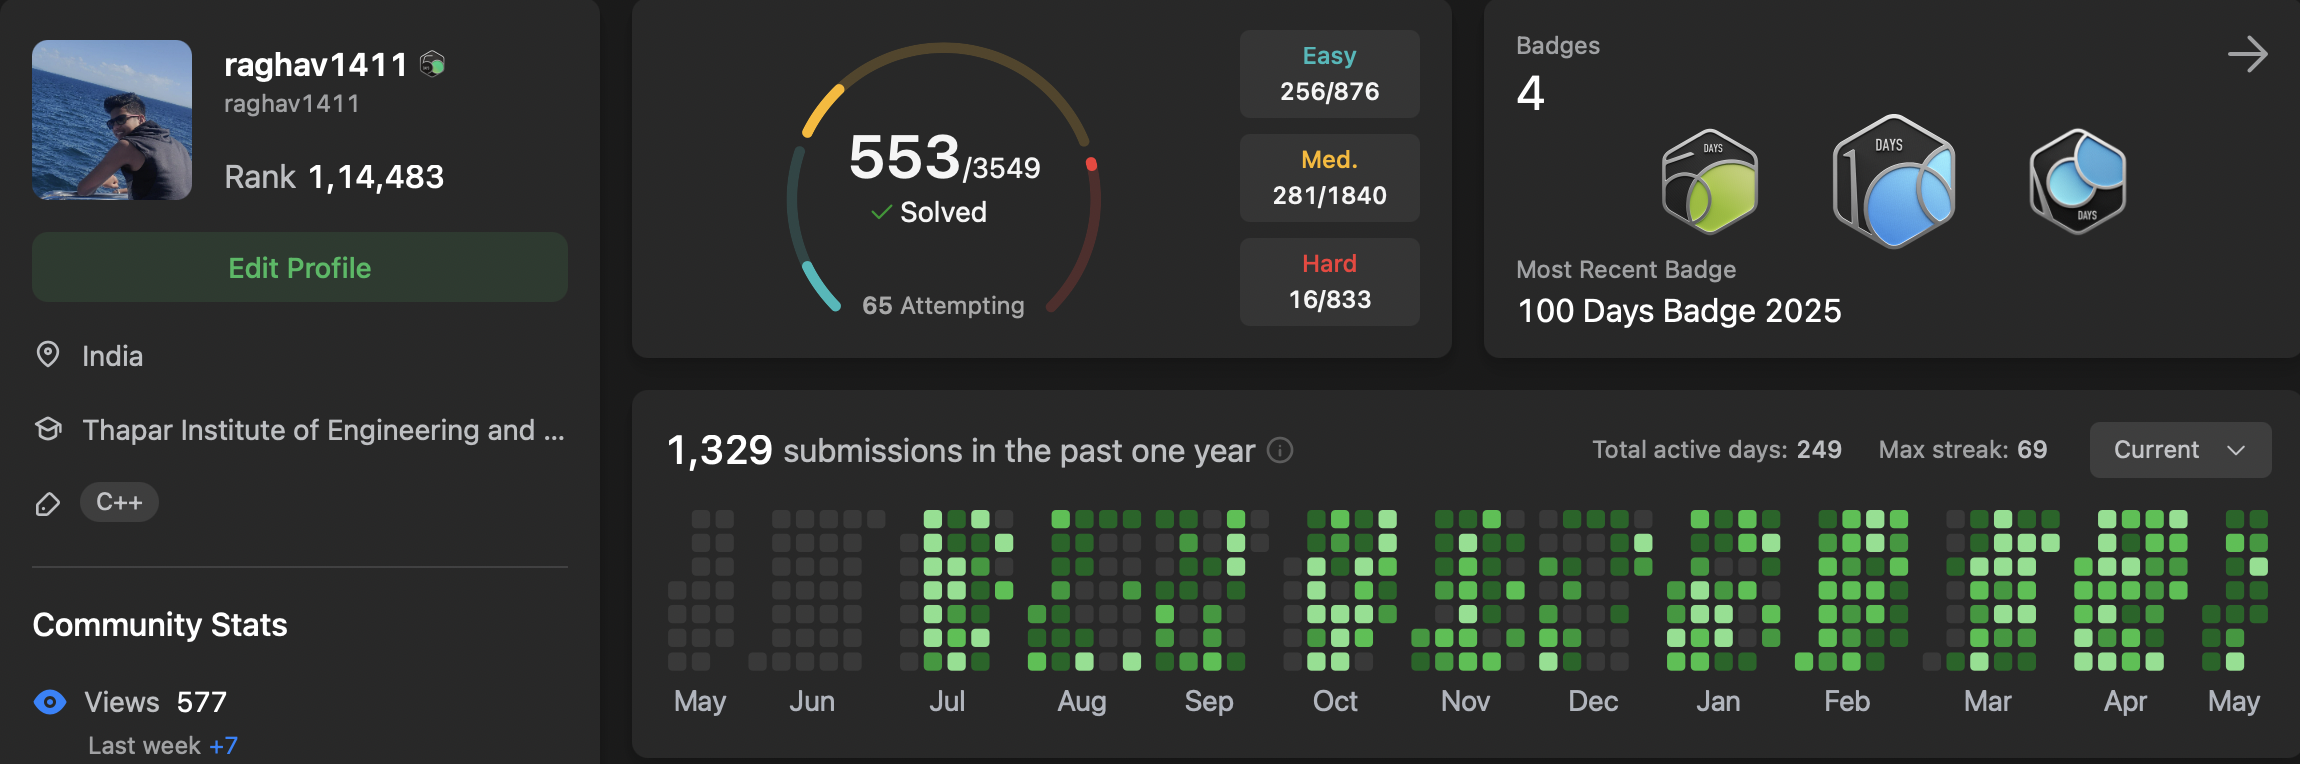 raghav1411
raghav1411
Rank 1,14,483
Edit Profile
India
Thapar Institute of Engineering and ...
C++
Community Stats
Views 577
Last week +7
553/3549
Solved
65 Attempting
Easy
256/876
Med.
281/1840
Hard
16/833
Badges
4
DAYS
DAYS
DAYS
Most Recent Badge
100 Days Badge 2025
1,329 submissions in the past one year
Total active days: 249 Max streak: 69 Current
May Jun Jul Aug Sep Oct Nov Dec Jan Feb Mar Apr May